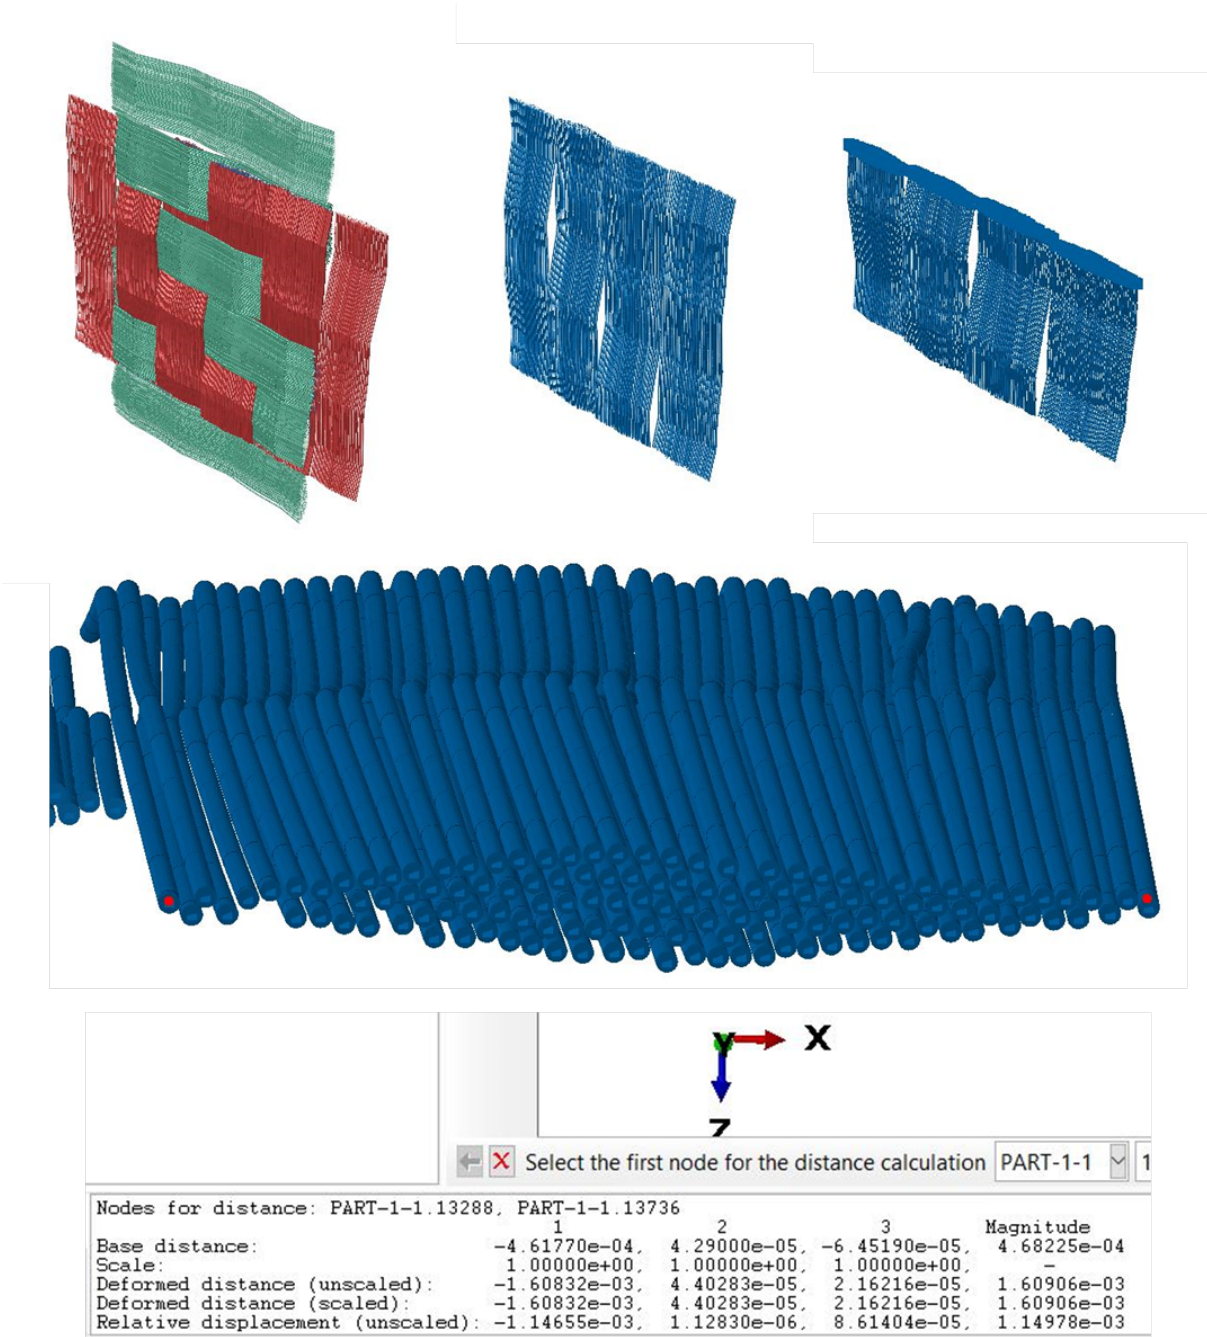 Y X
Z
X Select the first node for the distance calculation PART-1-1 1
Nodes for distance: PART-1-1.13288, PART-1-1.13736
1 2 3 Magnitude
Base distance: -4.61770e-04, 4.29000e-05, -6.45190e-05, 4.68225e-04
Scale: 1.00000e+00, 1.00000e+00, 1.00000e+00, -
Deformed distance (unscaled): -1.60832e-03, 4.40283e-05, 2.16216e-05, 1.60906e-03
Deformed distance (scaled): -1.60832e-03, 4.40283e-05, 2.16216e-05, 1.60906e-03
Relative displacement (unscaled): -1.14655e-03, 1.12830e-06, 8.61404e-05, 1.14978e-03